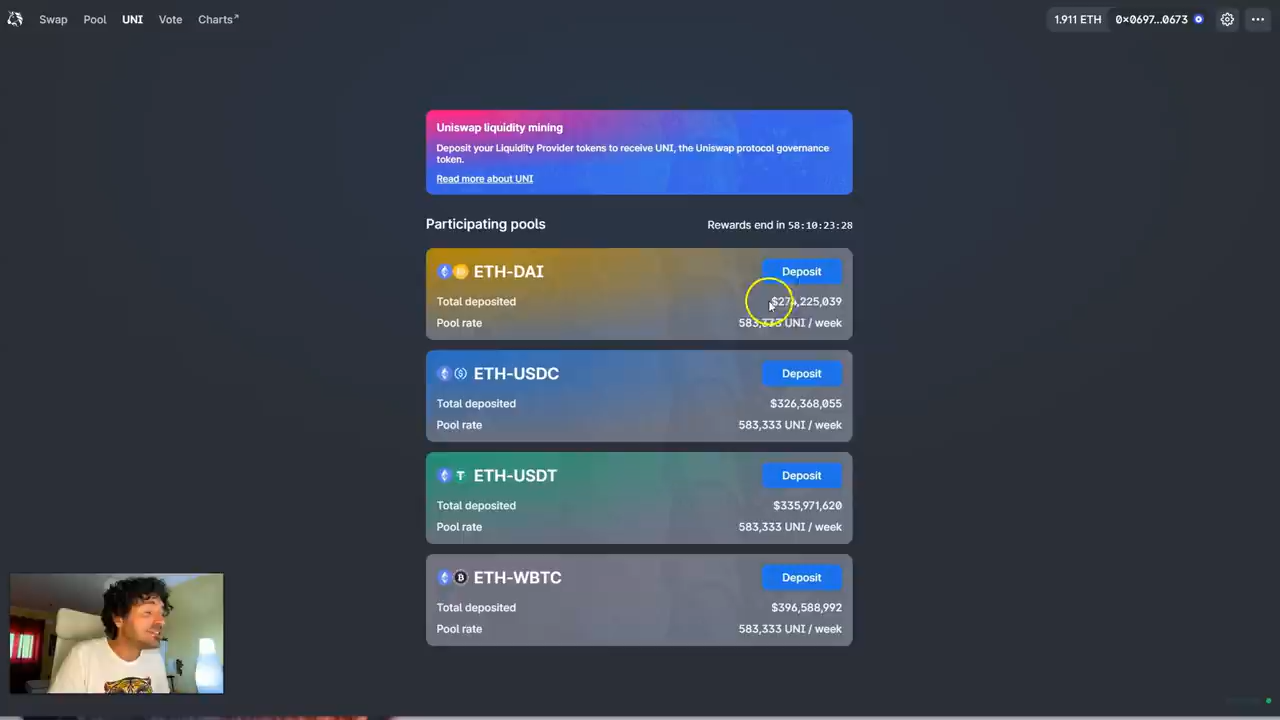 Swap Pool UNI Vote Charts↗ 1.911 ETH 0×0697...0673
Uniswap liquidity mining
Deposit your Liquidity Provider tokens to receive UNI, the Uniswap protocol governance
token.
Read more about UNI
Participating pools Rewards end in 58:10:23:28
ETH-DAI Deposit
Total deposited
Pool rate 583,333 UNI / week
ETH-USDC Deposit
Total deposited $326,368,055
Pool rate 583,333 UNI / week
ETH-USDT Deposit
Total deposited $335,971,620
Pool rate 583,333 UNI / week
ETH-WBTC Deposit
Total deposited $396,588,992
Pool rate 583,333 UNI / week